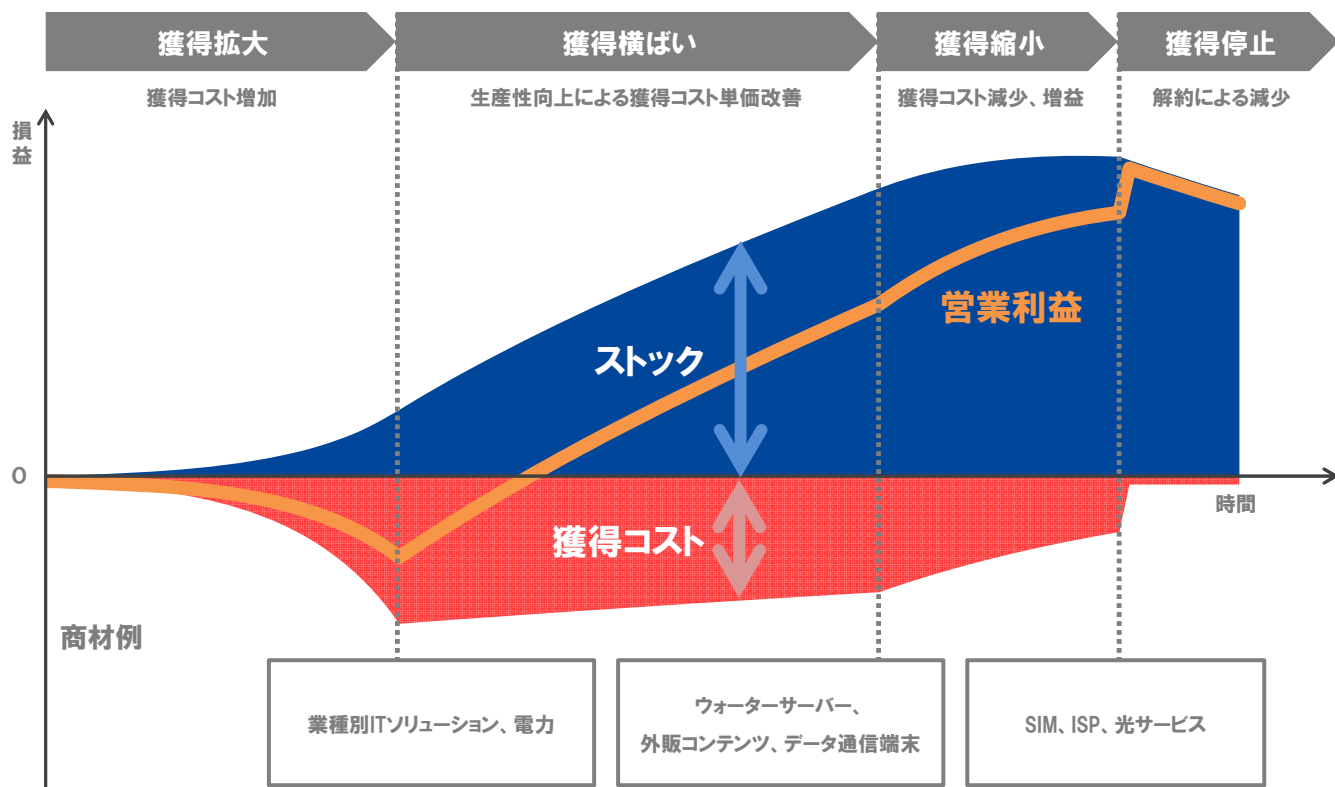 獲得拡大
獲得横ばい
獲得縮小
獲得停止
獲得コスト増加
生産性向上による獲得コスト単価改善
獲得コスト減少、増益
解約による減少
損益
営業利益
ストック
0
時間
獲得コスト
商材例
業種別ITソリューション、電力
ウォーターサーバー、
外販コンテンツ、データ通信端末
SIM、ISP、光サービス